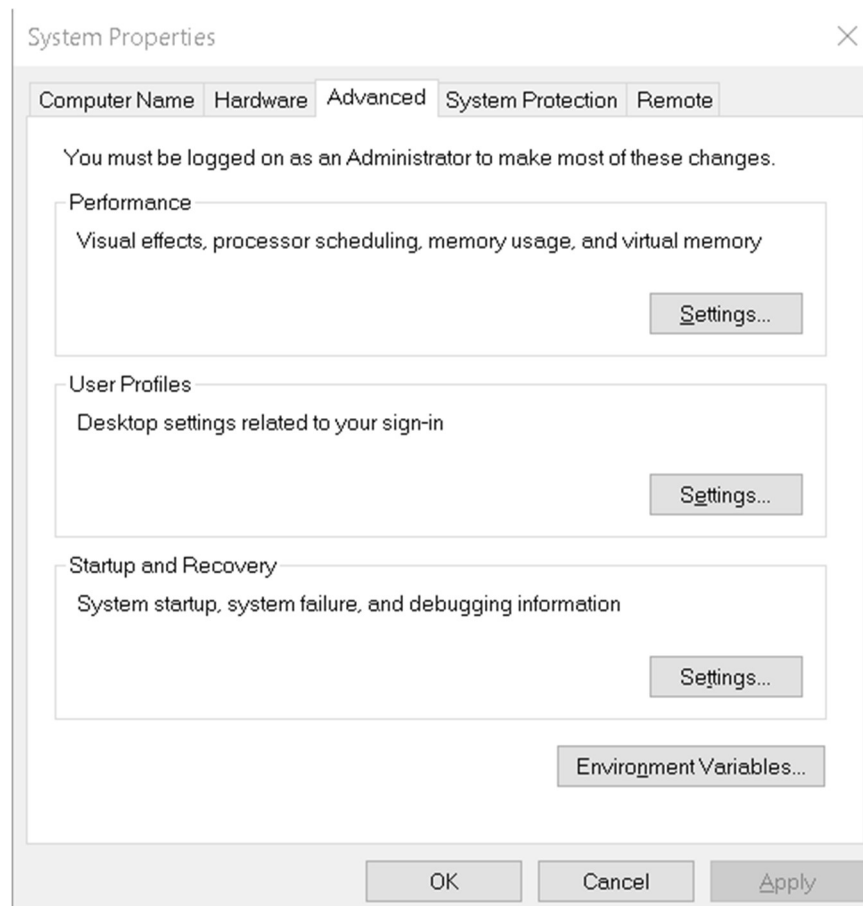 System Properties
Computer Name Hardware Advanced System Protection Remote
You must be logged on as an Administrator to make most of these changes.
Performance
Visual effects, processor scheduling, memory usage, and virtual memory
Settings...
User Profiles
Desktop settings related to your sign-in
Settings...
Startup and Recovery
System startup, system failure, and debugging information
Settings...
Environment Variables...
OK Cancel Apply